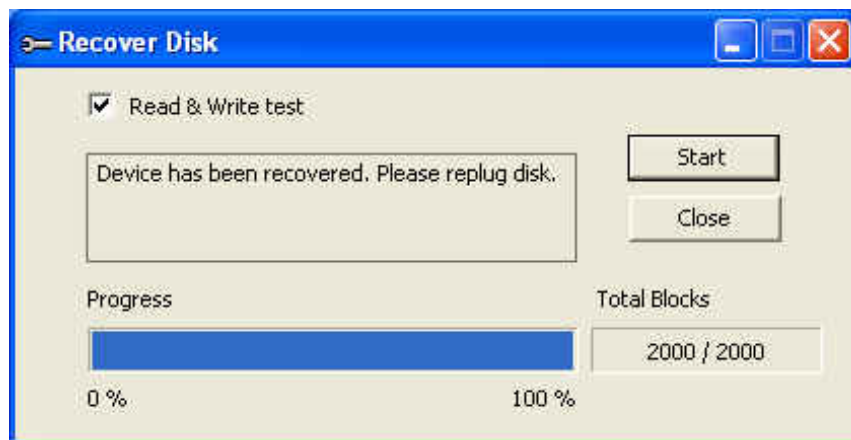 Recover Disk
Read & Write test
Device has been recovered. Please replug disk.
Start
Close
Progress
Total Blocks
2000 / 2000
0 %
100 %